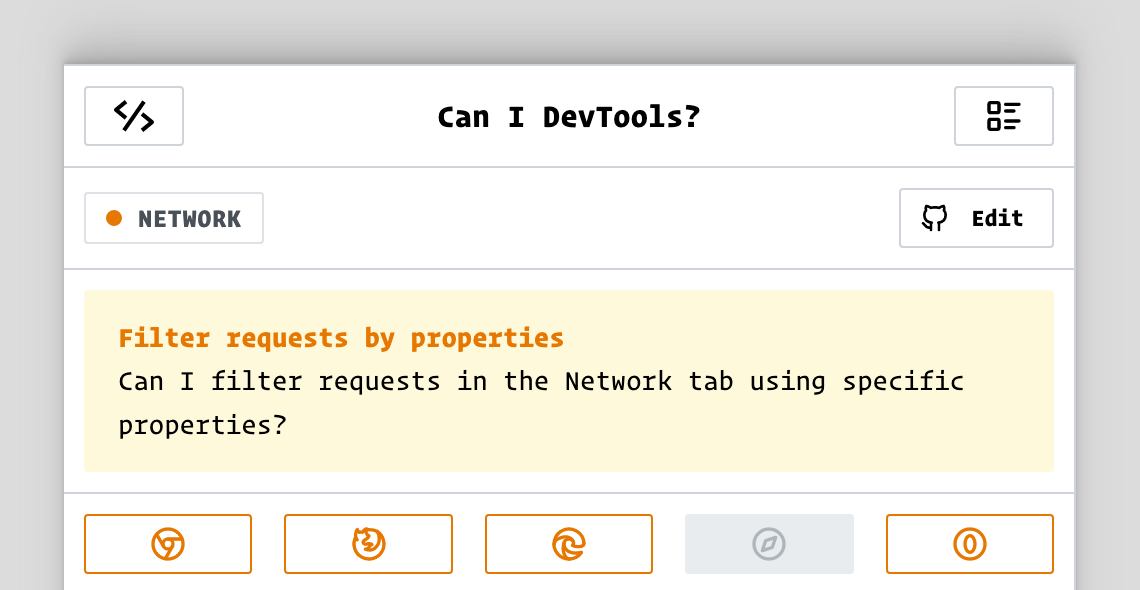 Can I DevTools?
NETWORK
Edit
Filter requests by properties
Can I filter requests in the Network tab using specific
properties?